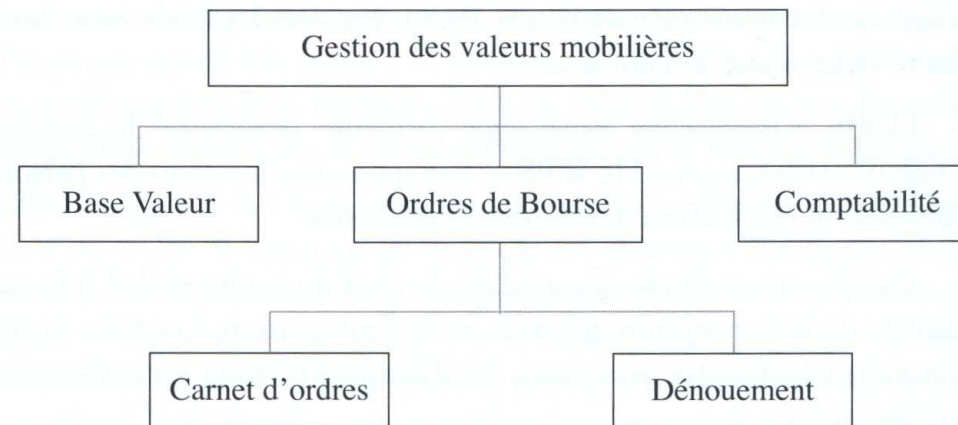 Gestion des valeurs mobilières
Base Valeur
Ordres de Bourse
Comptabilité
Carnet d'ordres
Dénouement